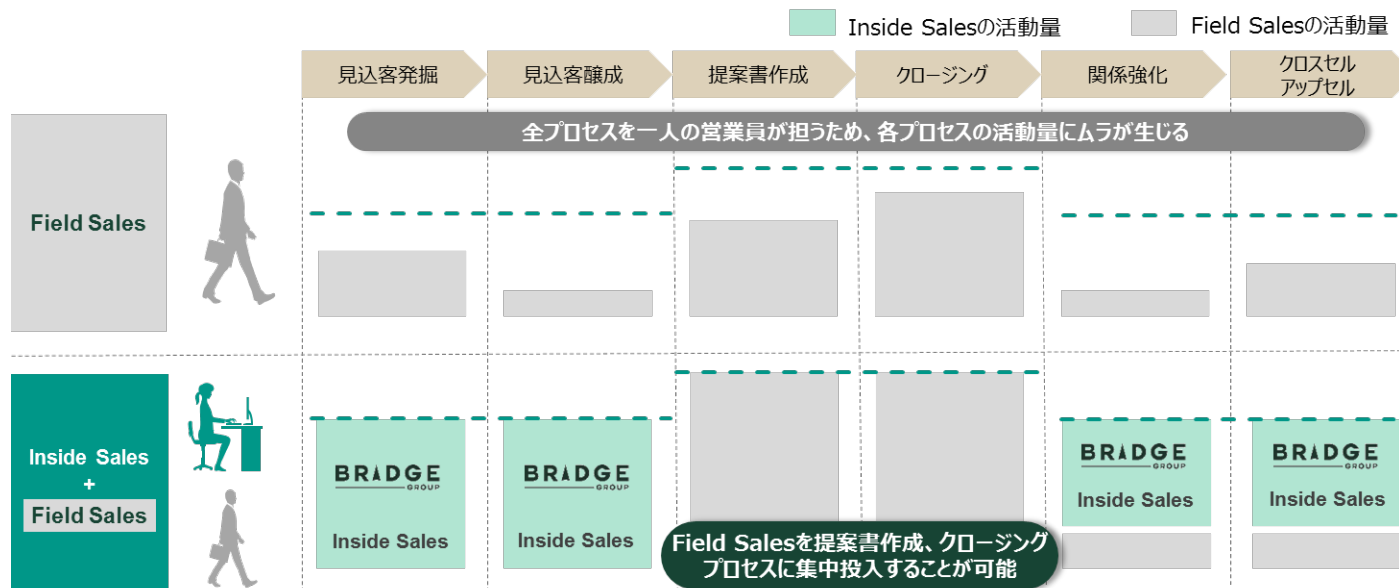 Inside Salesの活動量
Field Salesの活動量
見込客発掘
見込客醸成
提案書作成
クロージング
関係強化
クロスセル
アップセル
全プロセスを一人の営業員が担うため、各プロセスの活動量にムラが生じる
Field Sales
Inside Sales
+
Field Sales
BRIDGE
GROUP
Inside Sales
BRIDGE
GROUP
Inside Sales
Field Salesを提案書作成、クロージング
プロセスに集中投入することが可能
BRIDGE
GROUP
Inside Sales
BRIDGE
GROUP
Inside Sales